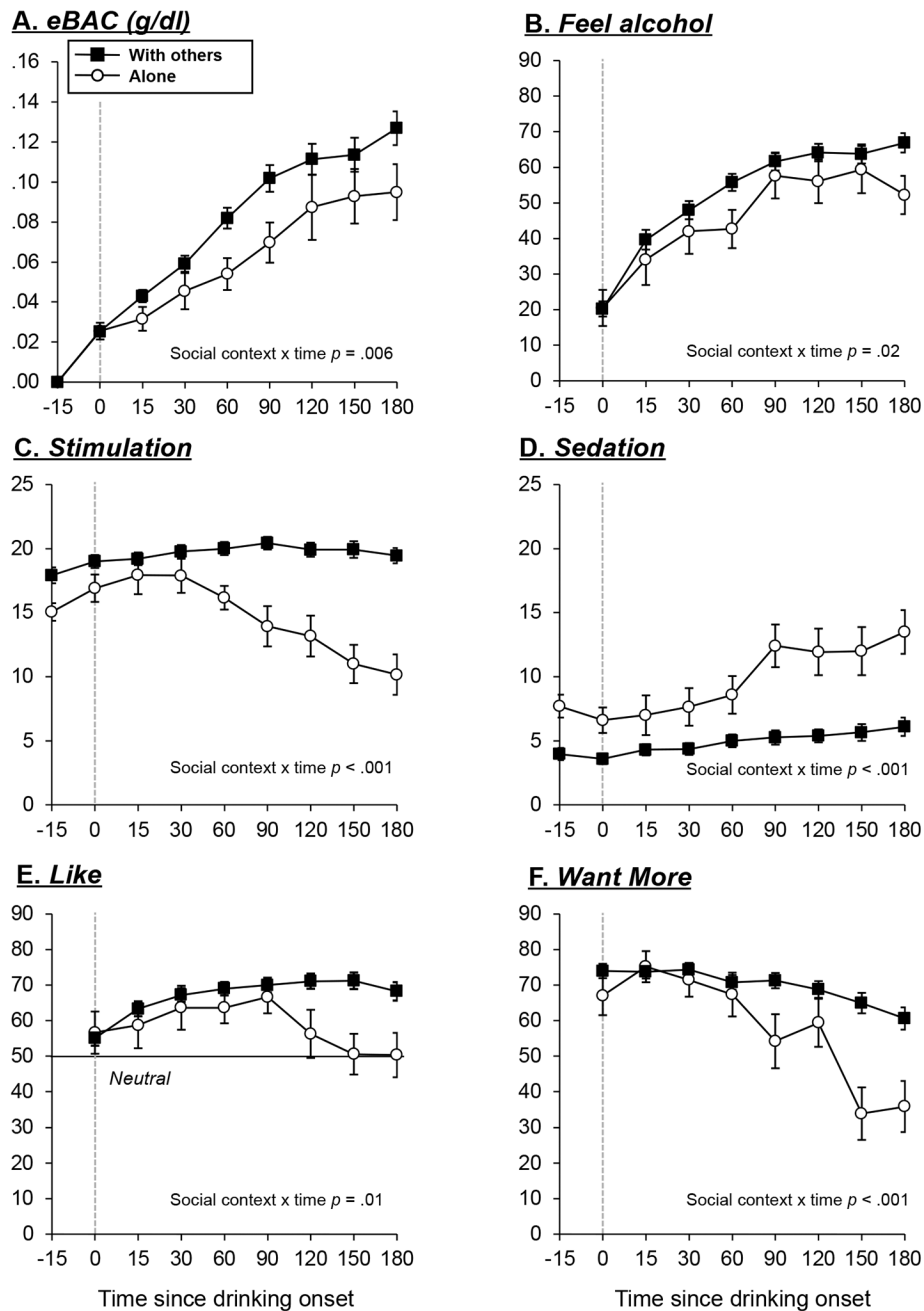 A. eBAC (g/dl)
With others
Alone
.16
.14
.12
.10
.08
.06
.04
.02
.00
Social context x time p = .006
-15 0 15 30 60 90 120 150 180
B. Feel alcohol
90
80
70
60
50
40
30
20
10
0
Social context x time p = .02
-15 0 15 30 60 90 120 150 180
C. Stimulation
25
20
15
10
5
0
Social context x time p < .001
-15 0 15 30 60 90 120 150 180
D. Sedation
25
20
15
10
5
0
Social context x time p < .001
-15 0 15 30 60 90 120 150 180
E. Like
90
80
70
60
50
40
30
20
10
0
Neutral
Social context x time p = .01
-15 0 15 30 60 90 120 150 180
Time since drinking onset
F. Want More
90
80
70
60
50
40
30
20
10
0
Social context x time p < .001
-15 0 15 30 60 90 120 150 180
Time since drinking onset